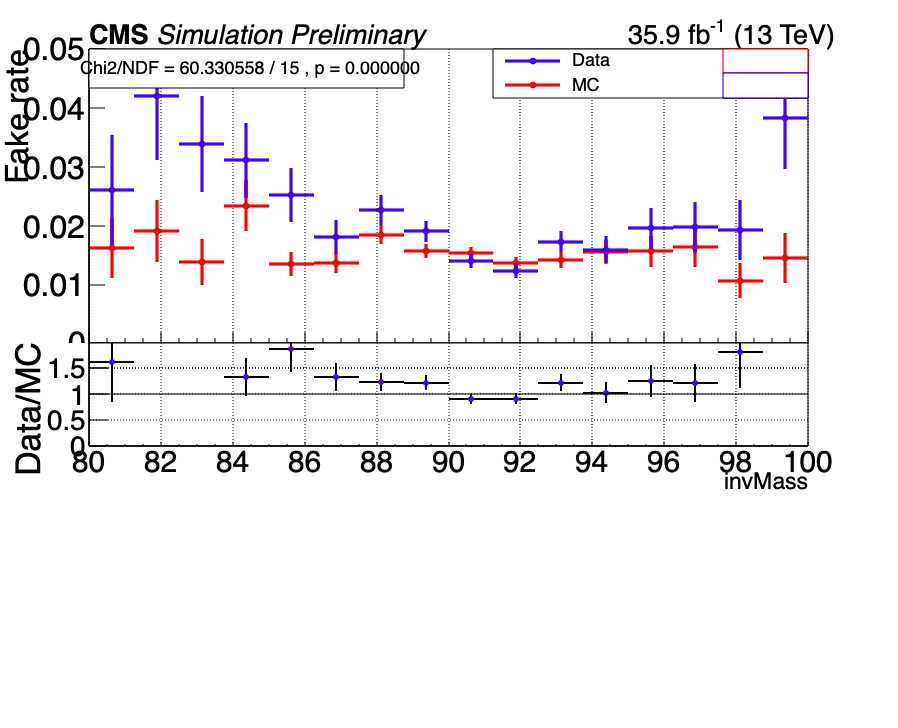 CMS Simulation Preliminary 35.9 fb⁻¹ (13 TeV)
Chi2/NDF = 60.330558 / 15 , p = 0.000000
Data
MC
Fake rate
0.05
0.04
0.03
0.02
0.01
0
Data/MC
1.5
1
0.5
0
80 82 84 86 88 90 92 94 96 98 100
invMass